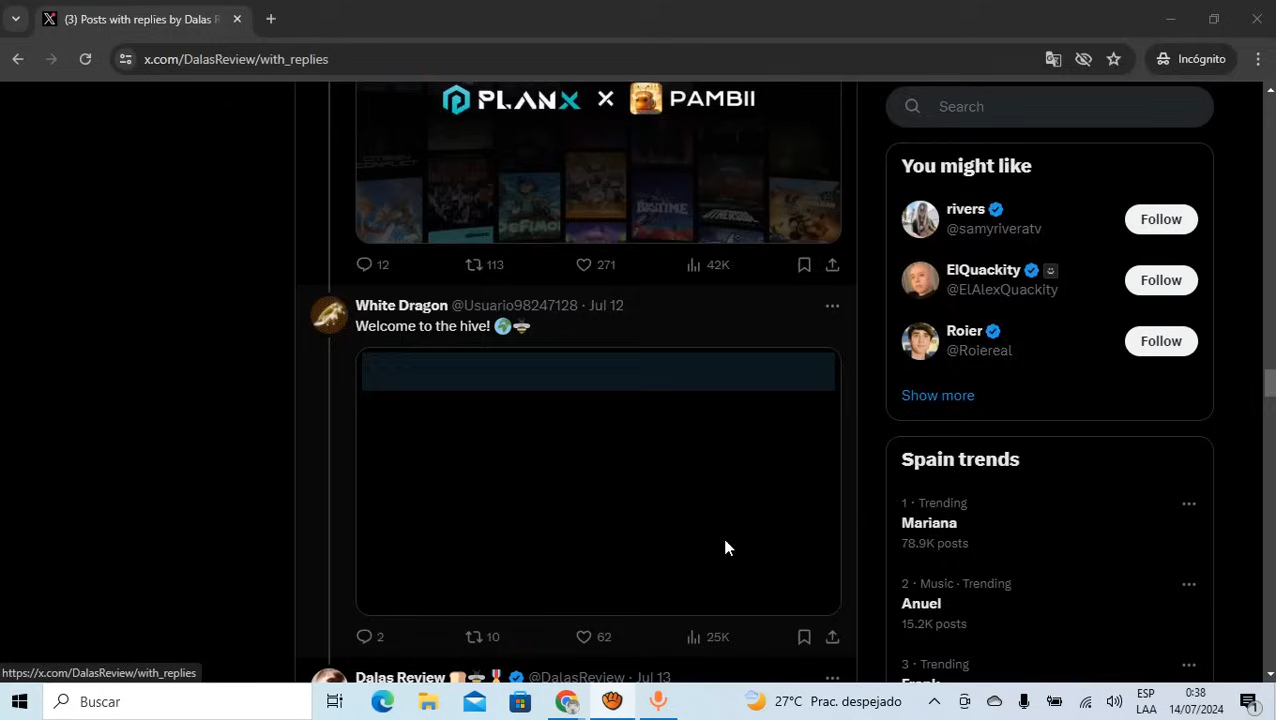 (3) Posts with replies by Dalas R
x.com/DalasReview/with_replies
Incógnito
PLANX X PAMBII
BIGTIME
12 113 271 42K
White Dragon @Usuario98247128 · Jul 12
Welcome to the hive!
2 10 62 25K
Dalas Review @DalasReview · Jul 13
Search
You might like
rivers
@samyriveratv
Follow
ElQuackity
@ElAlexQuackity
Follow
Roier
@Roiereal
Follow
Show more
Spain trends
1 · Trending
Mariana
78.9K posts
2 · Music · Trending
Anuel
15.2K posts
3 · Trending
https://x.com/DalasReview/with_replies
Buscar
27°C Prac. despejado
ESP
LAA
0:38
14/07/2024
1